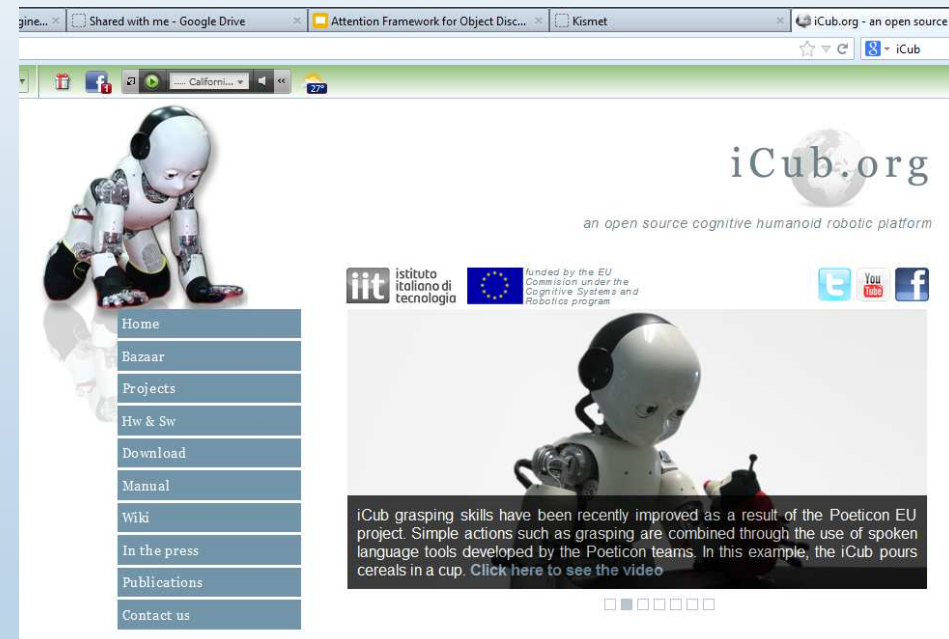 gine...
Shared with me - Google Drive
Attention Framework for Object Disc...
Kismet
iCub.org - an open source
iCub
1
.... Californi...
27°
iCub.org
an open source cognitive humanoid robotic platform
iit
istituto
italiano di
tecnologia
funded by the EU
Commision under the
Cognitive Systems and
Robotics program
You
Tube
Home
Bazaar
Projects
Hw & Sw
Download
Manual
Wiki
In the press
Publications
Contact us
iCub grasping skills have been recently improved as a result of the Poeticon EU
project. Simple actions such as grasping are combined through the use of spoken
language tools developed by the Poeticon teams. In this example, the iCub pours
cereals in a cup. Click here to see the video